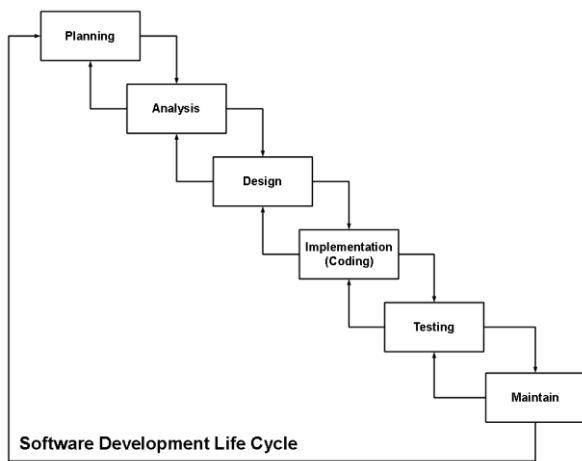 Planning
Analysis
Design
Implementation
(Coding)
Testing
Maintain
Software Development Life Cycle